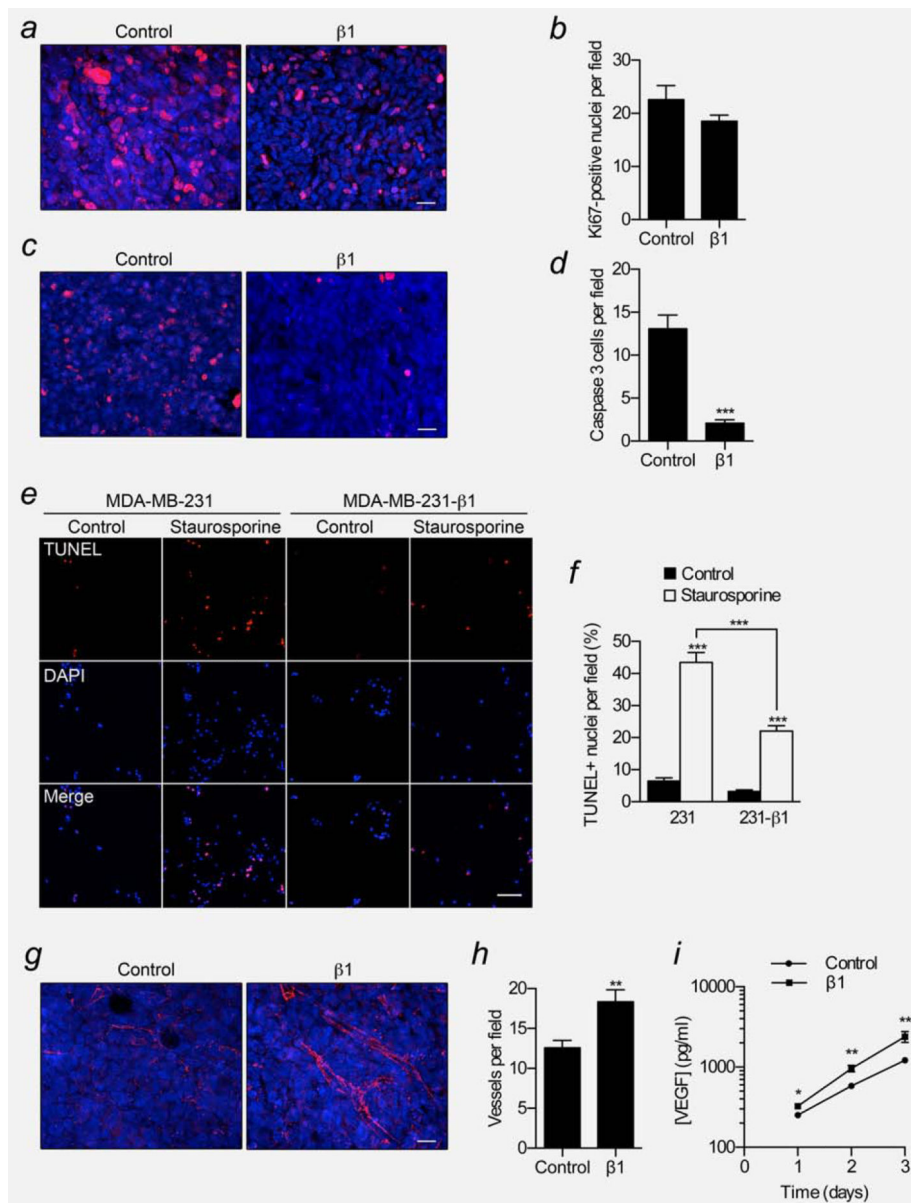 a
Control
β1
b
Ki67-positive nuclei per field
30
20
10
0
Control
β1
c
Control
β1
d
Caspase 3 cells per field
15
10
5
0
***
Control
β1
e
MDA-MB-231
MDA-MB-231-β1
Control
Staurosporine
Control
Staurosporine
TUNEL
DAPI
Merge
f
Control
Staurosporine
TUNEL+ nuclei per field (%)
50
40
30
20
10
0
***
***
***
231
231-β1
g
Control
β1
h
Vessels per field
20
15
10
5
0
**
Control
β1
i
Control
β1
[VEGF] (pg/ml)
10000
1000
100
*
**
**
0
1
2
3
Time (days)